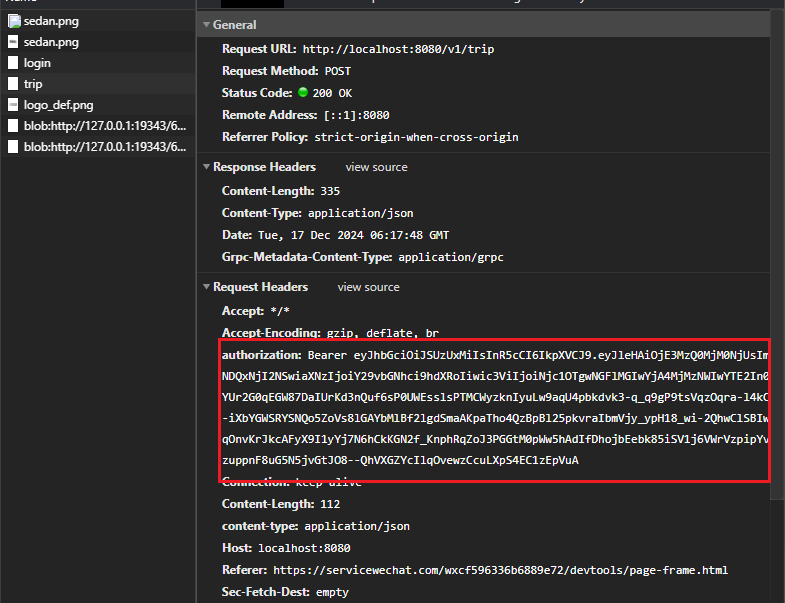 sedan.png
sedan.png
login
trip
logo_def.png
blob:http://127.0.0.1:19343/6...
blob:http://127.0.0.1:19343/6...
General
Request URL: http://localhost:8080/v1/trip
Request Method: POST
Status Code: 200 OK
Remote Address: [::1]:8080
Referrer Policy: strict-origin-when-cross-origin
Response Headers view source
Content-Length: 335
Content-Type: application/json
Date: Tue, 17 Dec 2024 06:17:48 GMT
Grpc-Metadata-Content-Type: application/grpc
Request Headers view source
Accept: */*
Accept-Encoding: gzip, deflate, br
authorization: Bearer eyJhbGciOiJSUzUxMiIsInR5cCI6IkpXVCJ9.eyJleHAiOjE3MzQ0MjM0NjUsIm
NDQxNjI2NSwiaXNzIjoiY29vbGNhci9hdXRoIiwic3ViIjoiNjc1OTgwNGFlMGIwYjA4MjMzNWIwYTE2In0
YUr2G0qEGW87DaIUrKd3nQuf6sP0UWEsslsPTMCWyzknIyuLw9aqU4pbkdvk3-q_q9gP9tsVqzOqra-l4kC
-iXbYGWSRYSNQo5ZoVs8lGAYbMlBf2lgdSmaAKpaTho4QzBpBl25pkvraIbmVjy_ypH18_wi-2QhwClSBIw
qOnvKrJkcAFyX9I1yYj7N6hCkKGN2f_KnphRqZoJ3PGGtM0pWw5hAdIfDhojbEebk85iSV1j6VWrVzpipYv
zuppnF8uG5N5jvGtJO8--QhVXGZYcIlqOvewzCcuLXpS4EC1zEpVuA
Connection: keep-alive
Content-Length: 112
content-type: application/json
Host: localhost:8080
Referer: https://servicewechat.com/wxcf596336b6889e72/devtools/page-frame.html
Sec-Fetch-Dest: empty